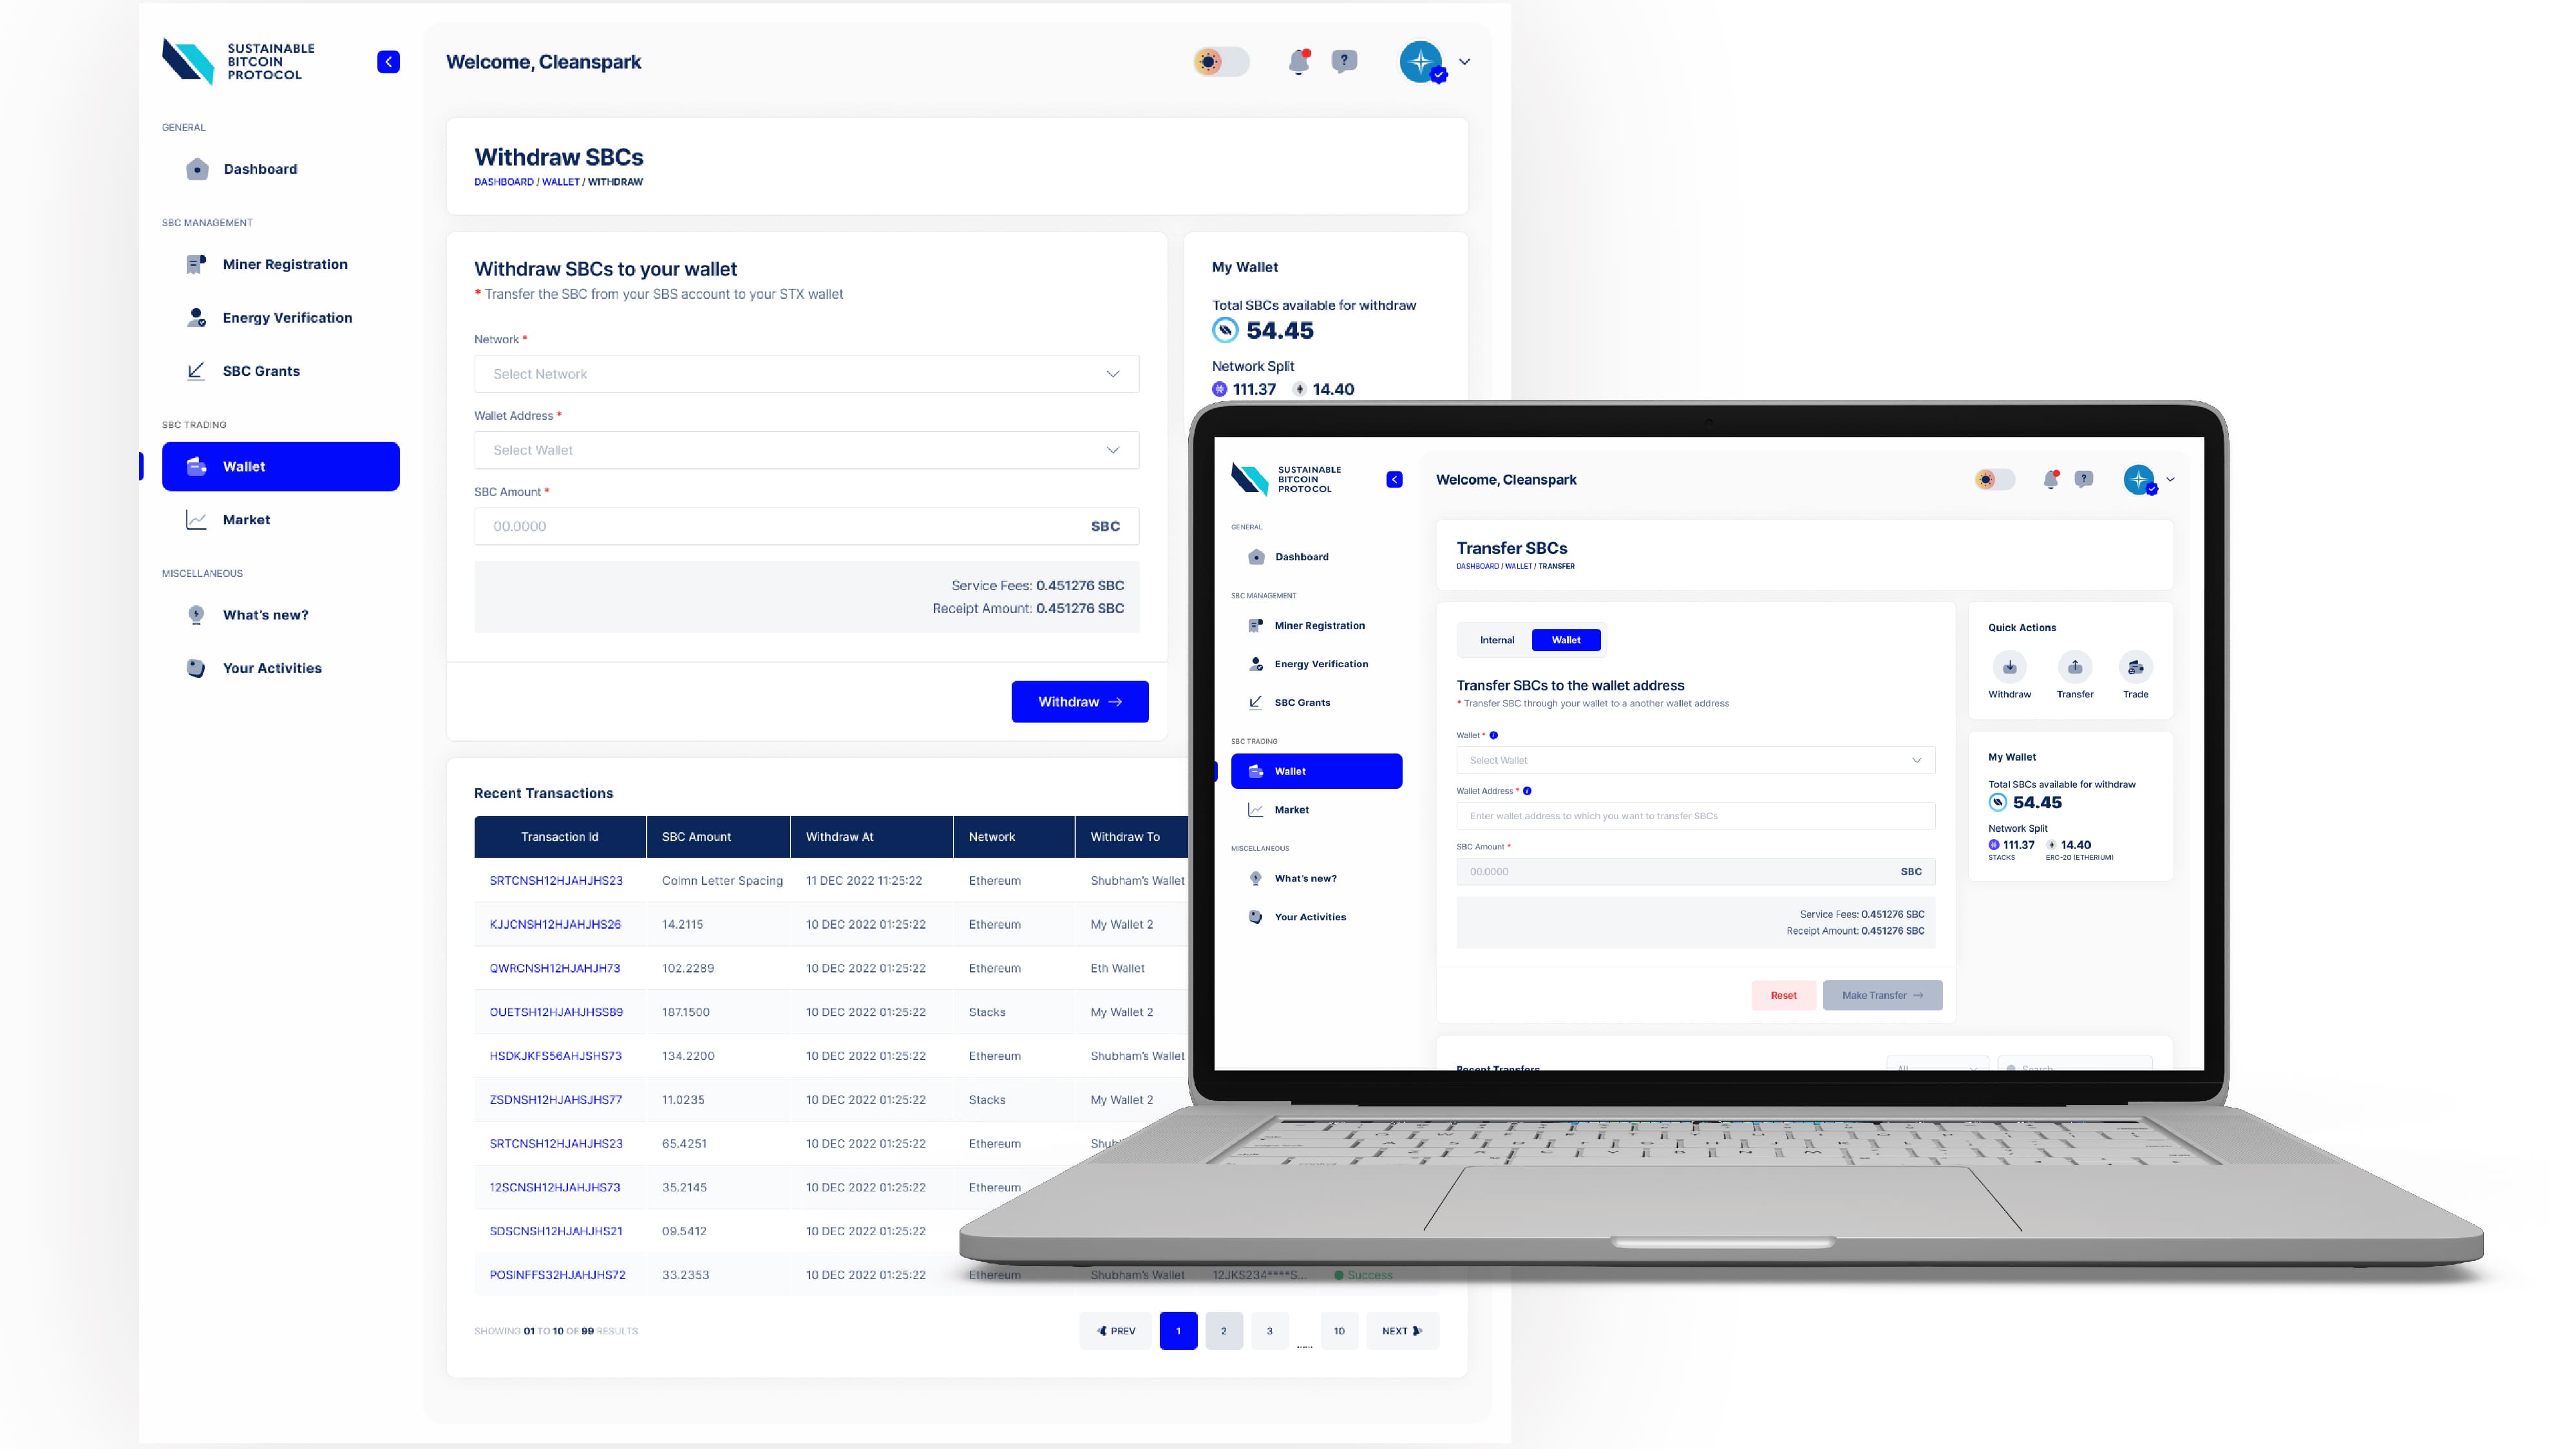 SUSTAINABLE
BITCOIN
PROTOCOL
Welcome, Cleanspark
?
GENERAL
Dashboard
SBC MANAGEMENT
Miner Registration
Energy Verification
SBC Grants
SBC TRADING
Wallet
Market
MISCELLANEOUS
What's new?
Your Activities
Withdraw SBCs
DASHBOARD / WALLET / WITHDRAW
Withdraw SBCs to your wallet
* Transfer the SBC from your SBS account to your STX wallet
Network *
Select Network
Wallet Address *
Select Wallet
SBC Amount *
00.0000 SBC
Service Fees: 0.451276 SBC
Receipt Amount: 0.451276 SBC
Withdraw
My Wallet
Total SBCs available for withdraw
54.45
Network Split
111.37 14.40
Recent Transactions
Transaction Id SBC Amount Withdraw At Network Withdraw To
SRTCNSH12HJAHJHS23 Colmn Letter Spacing 11 DEC 2022 11:25:22 Ethereum Shubham's Wallet
KJJCNSH12HJAHJHS26 14.2115 10 DEC 2022 01:25:22 Ethereum My Wallet 2
QWRCNSH12HJAHJH73 102.2289 10 DEC 2022 01:25:22 Ethereum Eth Wallet
OUETSH12HJAHJHSS89 187.1500 10 DEC 2022 01:25:22 Stacks My Wallet 2
HSDKJKFS56AHJSHS73 134.2200 10 DEC 2022 01:25:22 Ethereum Shubham's Wallet
ZSDNSH12HJAHSJHS77 11.0235 10 DEC 2022 01:25:22 Stacks My Wallet 2
SRTCNSH12HJAHJHS23 65.4251 10 DEC 2022 01:25:22 Ethereum
12SCNSH12HJAHJHS73 35.2145 10 DEC 2022 01:25:22 Ethereum
SDSCNSH12HJAHJHS21 09.5412 10 DEC 2022 01:25:22
POSINFFS32HJAHJHS72 33.2353 10 DEC 2022 01:25:22 Ethereum Shubham's Wallet 12JKS234****S... Success
SHOWING 01 TO 10 OF 99 RESULTS
PREV 1 2 3 ...... 10 NEXT
SUSTAINABLE
BITCOIN
PROTOCOL
Welcome, Cleanspark
?
GENERAL
Dashboard
SBC MANAGEMENT
Miner Registration
Energy Verification
SBC Grants
SBC TRADING
Wallet
Market
MISCELLANEOUS
What's new?
Your Activities
Transfer SBCs
DASHBOARD / WALLET / TRANSFER
Internal Wallet
Transfer SBCs to the wallet address
* Transfer SBC through your wallet to a another wallet address
Wallet *
Select Wallet
Wallet Address *
Enter wallet address to which you want to transfer SBCs
SBC Amount *
00.0000 SBC
Service Fees: 0.451276 SBC
Receipt Amount: 0.451276 SBC
Reset Make Transfer
Quick Actions
Withdraw Transfer Trade
My Wallet
Total SBCs available for withdraw
54.45
Network Split
111.37 14.40
STACKS ERC-20 (ETHERIUM)
Recent Transfers All Search